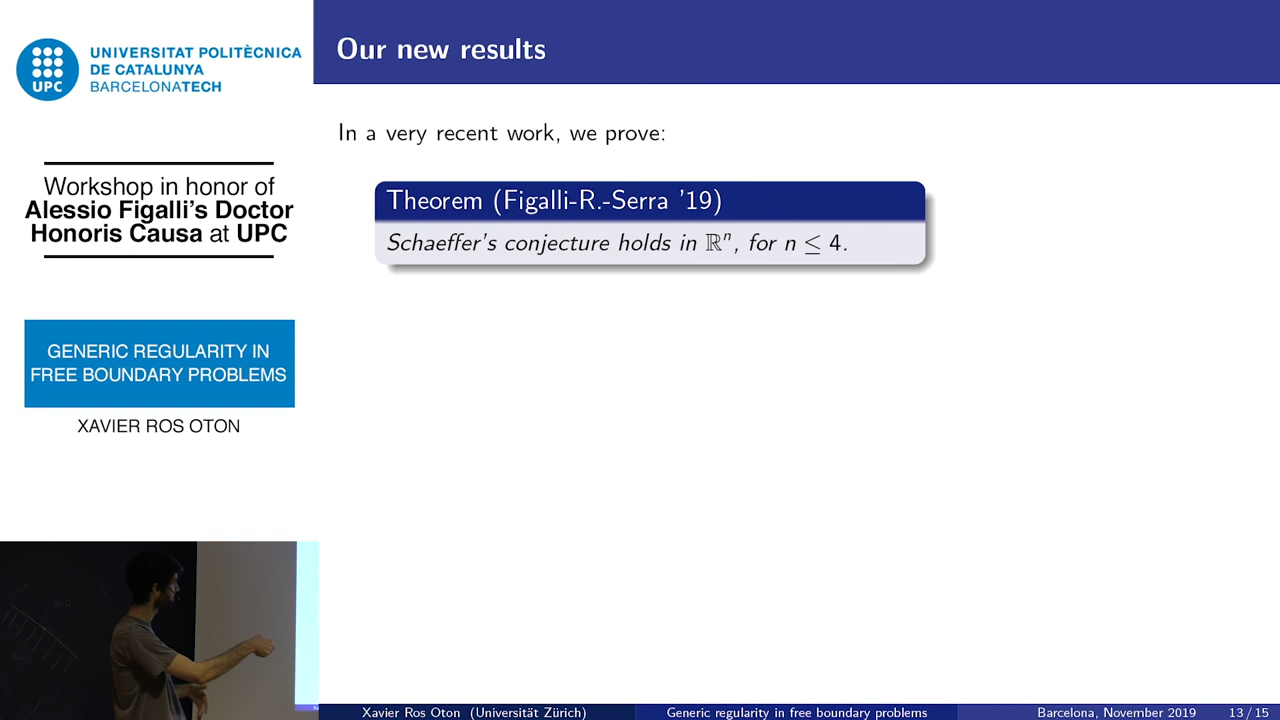 UNIVERSITAT POLITÈCNICA
DE CATALUNYA
BARCELONATECH
UPC
Workshop in honor of
Alessio Figalli's Doctor
Honoris Causa at UPC
GENERIC REGULARITY IN
FREE BOUNDARY PROBLEMS
XAVIER ROS OTON
Our new results
In a very recent work, we prove:
Theorem (Figalli-R.-Serra '19)
Schaeffer's conjecture holds in ℝⁿ, for n ≤ 4.
Xavier Ros Oton (Universität Zürich)
Generic regularity in free boundary problems
Barcelona, November 2019
13 / 15